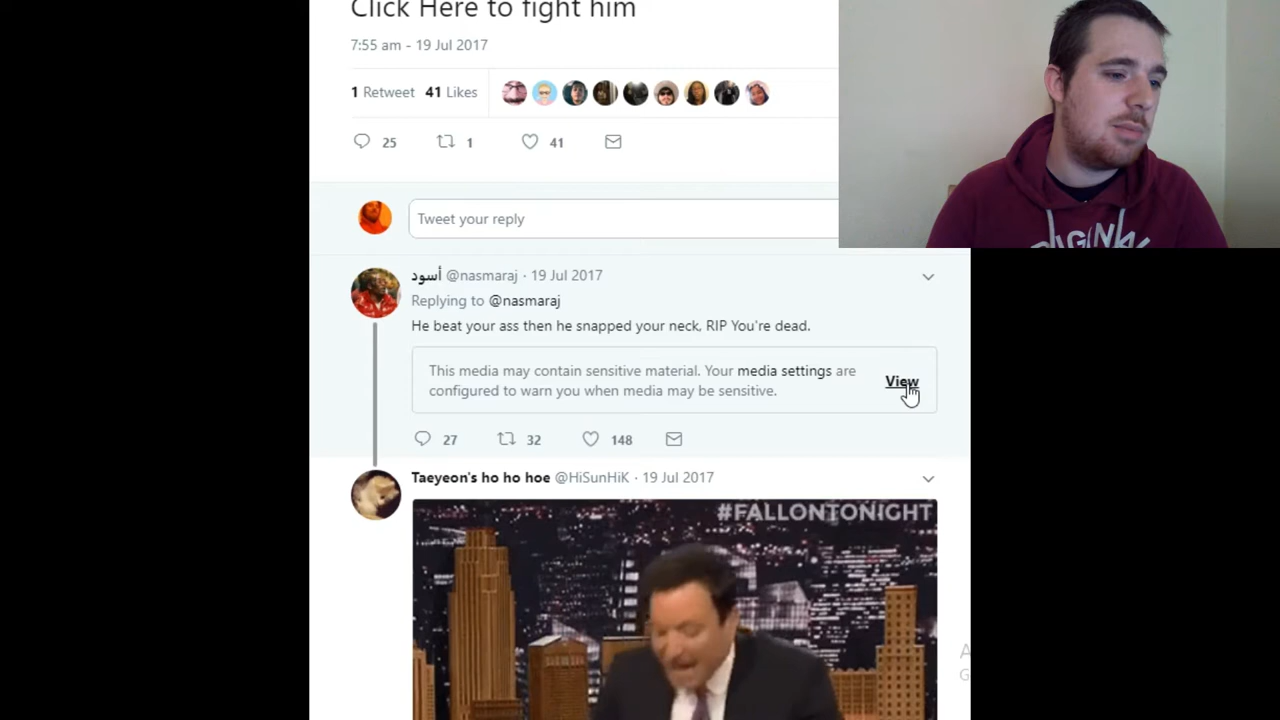 Click Here to fight him
7:55 am - 19 Jul 2017
1 Retweet 41 Likes
25 1 41
Tweet your reply
أسود @nasmaraj · 19 Jul 2017
Replying to @nasmaraj
He beat your ass then he snapped your neck, RIP You're dead.
This media may contain sensitive material. Your media settings are
configured to warn you when media may be sensitive.
View
27 32 148
Taeyeon's ho ho hoe @HiSunHiK · 19 Jul 2017
#FALLONTONIGHT